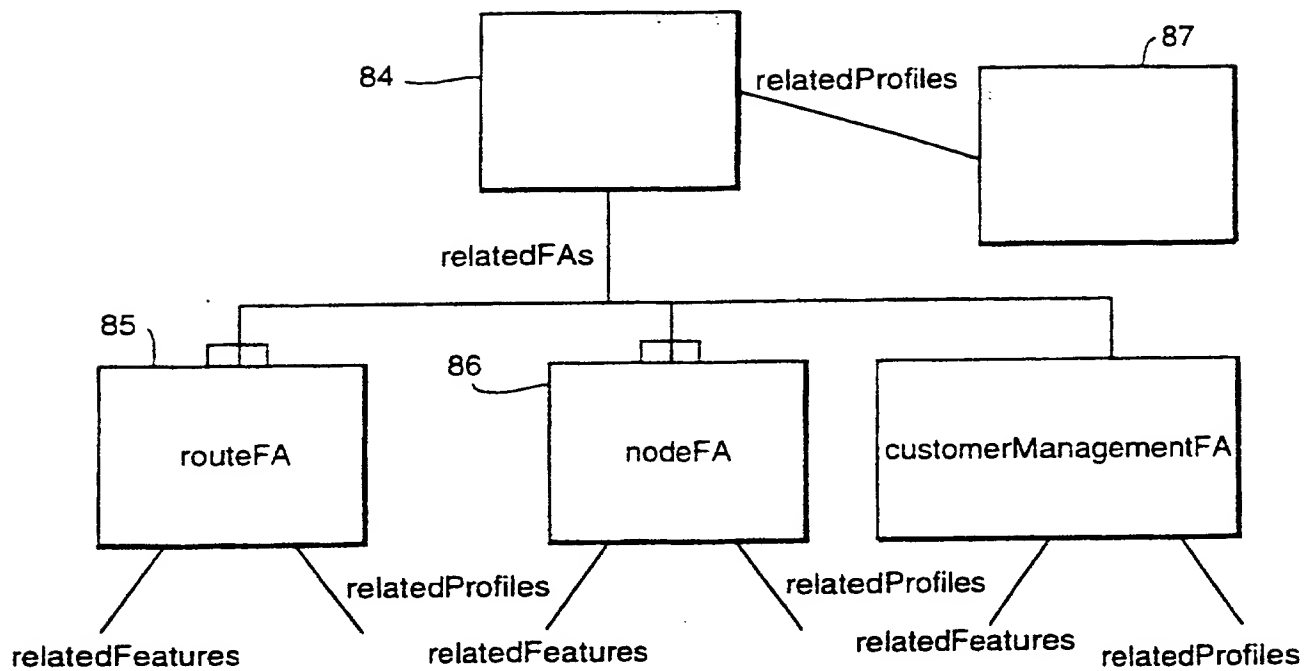 87
84
relatedProfiles
relatedFAs
85
86
routeFA
nodeFA
customerManagementFA
relatedProfiles
relatedProfiles
relatedFeatures
relatedFeatures
relatedFeatures
relatedProfiles